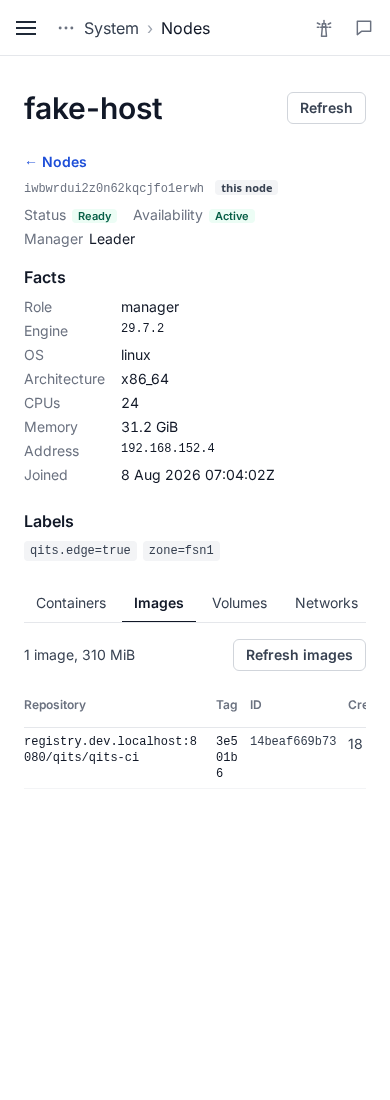 ··· System › Nodes
fake-host
Refresh
← Nodes
iwbwrdui2z0n62kqcjfo1erwh this node
Status Ready Availability Active
Manager Leader
Facts
Role manager
Engine 29.7.2
OS linux
Architecture x86_64
CPUs 24
Memory 31.2 GiB
Address 192.168.152.4
Joined 8 Aug 2026 07:04:02Z
Labels
qits.edge=true zone=fsn1
Containers Images Volumes Networks
1 image, 310 MiB
Refresh images
Repository Tag ID Cre
registry.dev.localhost:8 3e5 14beaf669b73 18
080/qits/qits-ci 01b
6